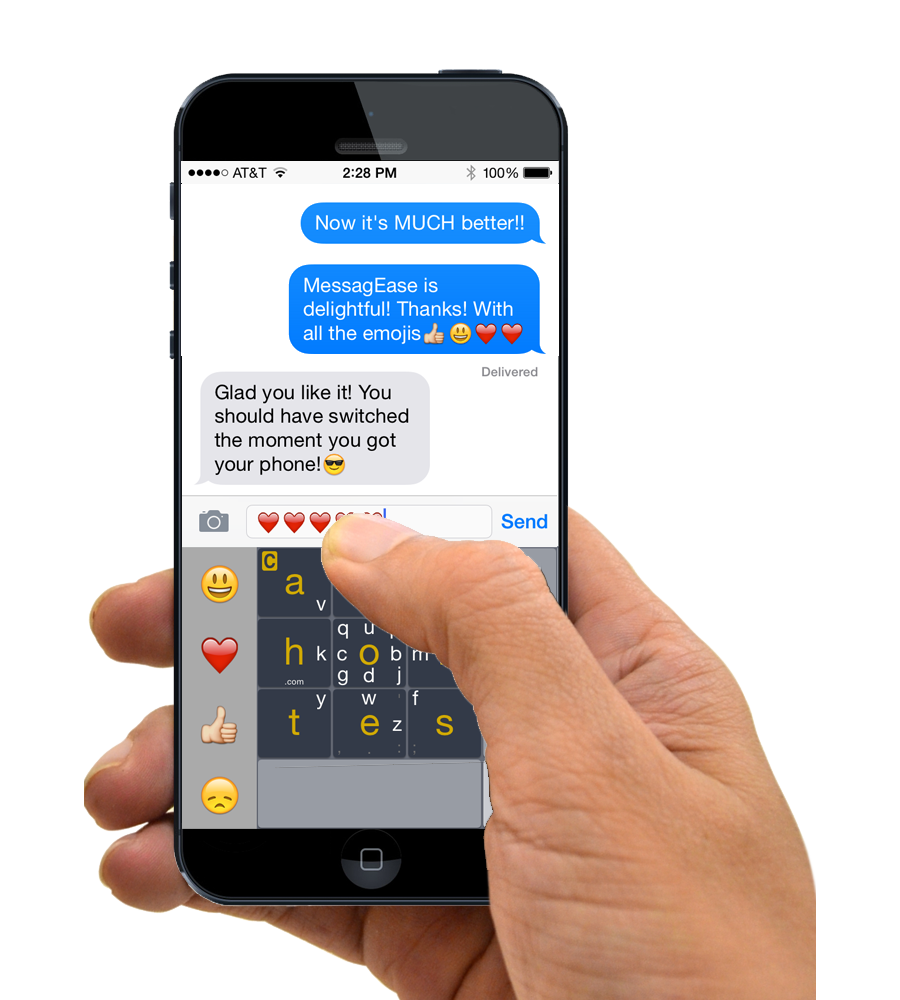 AT&T 2:28 PM 100%
Now it's MUCH better!!
MessagEase is
delightful! Thanks! With
all the emojis👍😃❤️❤️
Delivered
Glad you like it! You
should have switched
the moment you got
your phone!😎
❤️❤️❤️❤️❤️ Send
C
a
v
q u
h k c o b m
.com g d j
y w f
t e z s